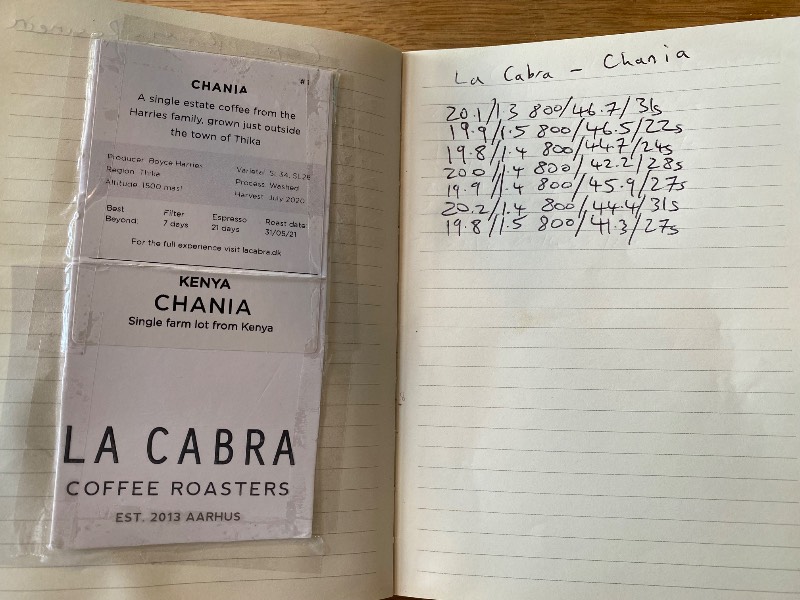 #1
CHANIA
A single estate coffee from the
Harries family, grown just outside
the town of Thika
Producer: Boyce Harries
Region: Thika
Altitude: 1500 masl
Varietal: SL34, SL28
Process: Washed
Harvest: July 2020
Best Beyond:
Filter 7 days
Espresso 21 days
Roast date: 31/05/21
For the full experience visit lacabra.dk
KENYA
CHANIA
Single farm lot from Kenya
LA CABRA
COFFEE ROASTERS
EST. 2013 AARHUS
La Cabra - Chania
20.1/1.3 800/46.7/31s
19.9/1.5 800/46.5/22s
19.8/1.4 800/44.7/24s
20.0/1.4 800/42.2/28s
19.9/1.4 800/45.9/27s
20.2/1.4 800/44.4/31s
19.8/1.5 800/41.3/27s